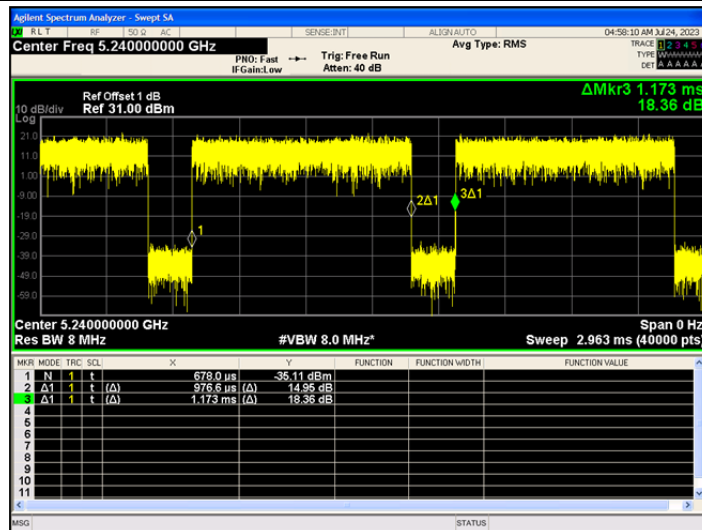 Agilent Spectrum Analyzer - Swept SA
RL T RF 50 Ω AC SENSE:INT ALIGN AUTO 04:58:10 AM Jul 24, 2023
Center Freq 5.240000000 GHz Avg Type: RMS TRACE 1 2 3 4 5
PNO: Fast Trig: Free Run TYPE
IFGain:Low Atten: 40 dB DET A A A A A
ΔMkr3 1.173 ms
18.36 dB
Ref Offset 1 dB
10 dB/div Ref 31.00 dBm
Log
21.0
11.0
1.00
-9.00
-19.0
-29.0
-39.0
-49.0
-59.0
1
2Δ1
3Δ1
Center 5.240000000 GHz Span 0 Hz
Res BW 8 MHz #VBW 8.0 MHz* Sweep 2.963 ms (40000 pts)
MKR MODE TRC SCL X Y FUNCTION FUNCTION WIDTH FUNCTION VALUE
1 N 1 t 678.0 µs -35.11 dBm
2 Δ1 1 t (Δ) 976.6 µs (Δ) 14.95 dB
3 Δ1 1 t (Δ) 1.173 ms (Δ) 18.36 dB
4
5
6
7
8
9
10
11
MSG STATUS